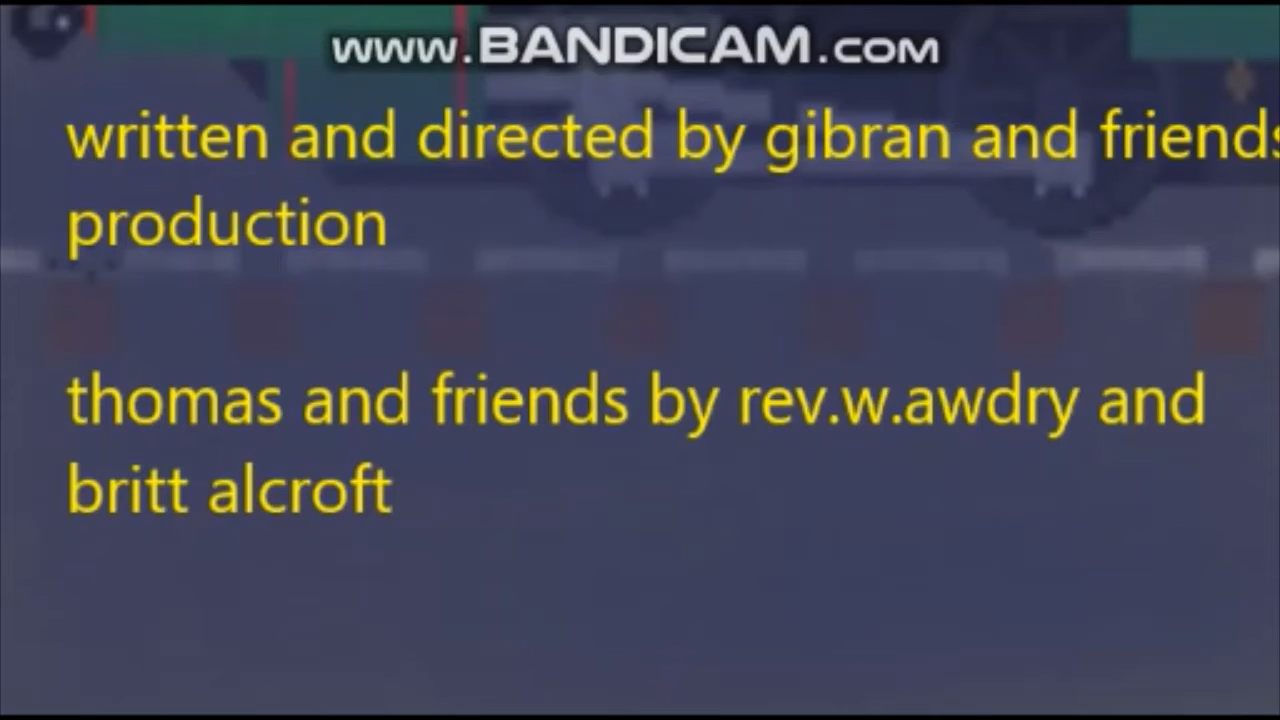 www.BANDICAM.com
written and directed by gibran and friends
production
thomas and friends by rev.w.awdry and
britt alcroft